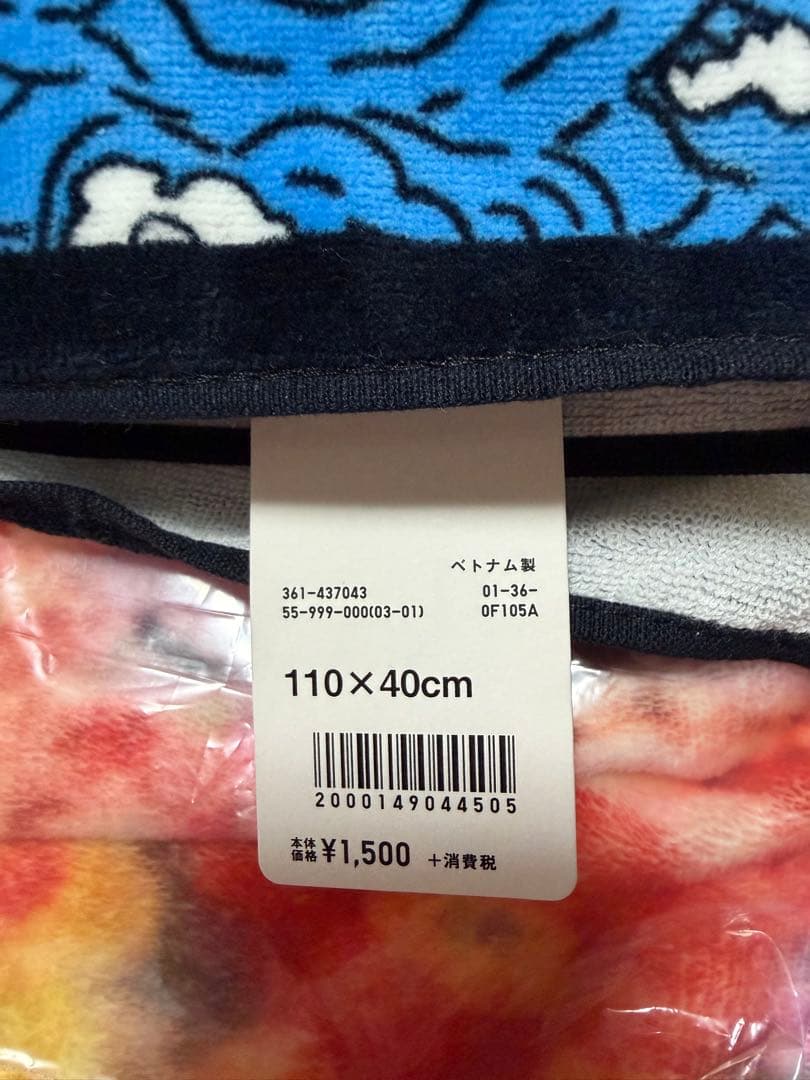 ベトナム製
361-437043 01-36-
55-999-000(03-01) 0F105A
110×40cm
2000149044505
本体価格 ¥1,500 +消費税